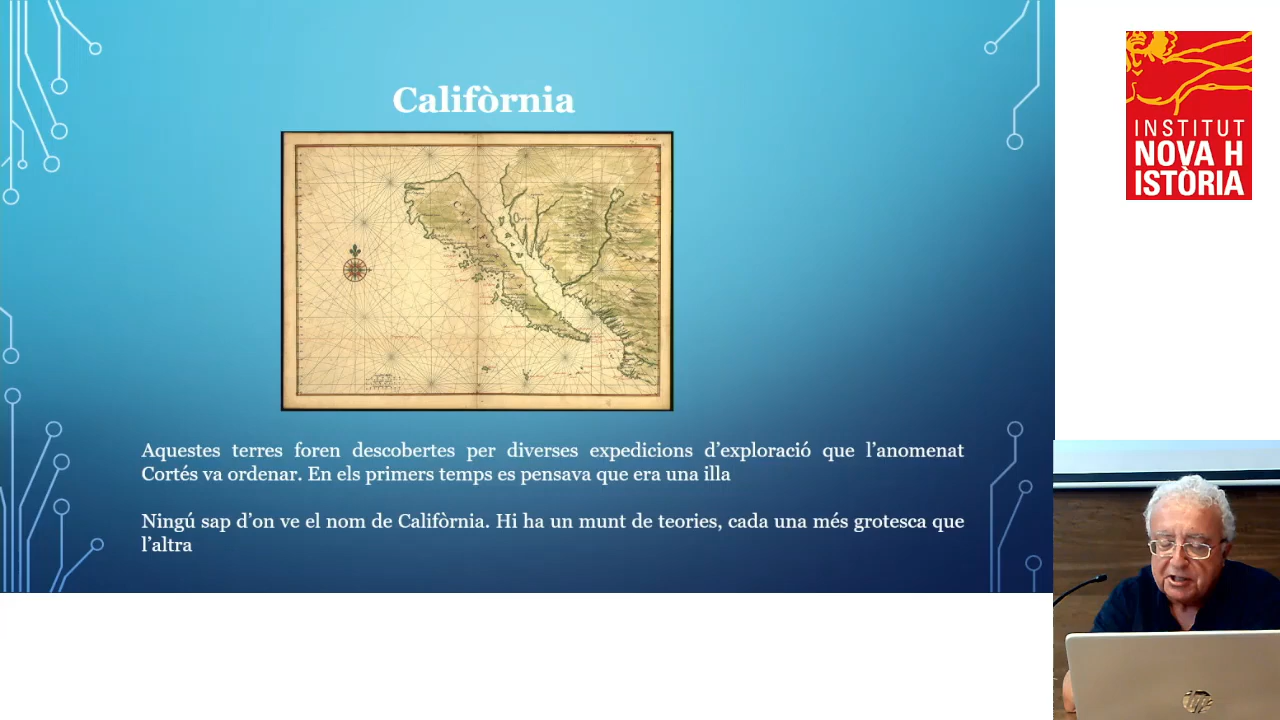 Califòrnia
Aquestes terres foren descobertes per diverses expedicions d'exploració que l'anomenat
Cortés va ordenar. En els primers temps es pensava que era una illa
Ningú sap d'on ve el nom de Califòrnia. Hi ha un munt de teories, cada una més grotesca que
l'altra
INSTITUT
NOVA H
ISTÒRIA
hp